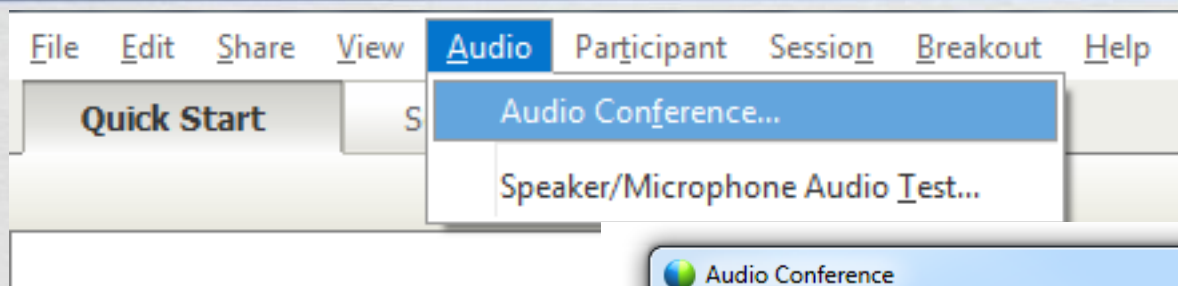 File Edit Share View Audio Participant Session Breakout Help
Quick Start S
Audio Conference...
Speaker/Microphone Audio Test...
Audio Conference